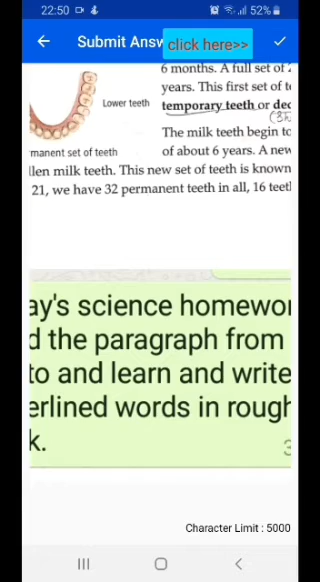 22:50
52%
Submit Answ
click here>>
6 months. A full set of
years. This first set of
Lower teeth
temporary teeth or dec
The milk teeth begin to
manent set of teeth
of about 6 years. A new
llen milk teeth. This new set of teeth is known
21, we have 32 permanent teeth in all, 16 teet
ay's science homewor
d the paragraph from
to and learn and write
erlined words in rough
k.
Character Limit : 5000